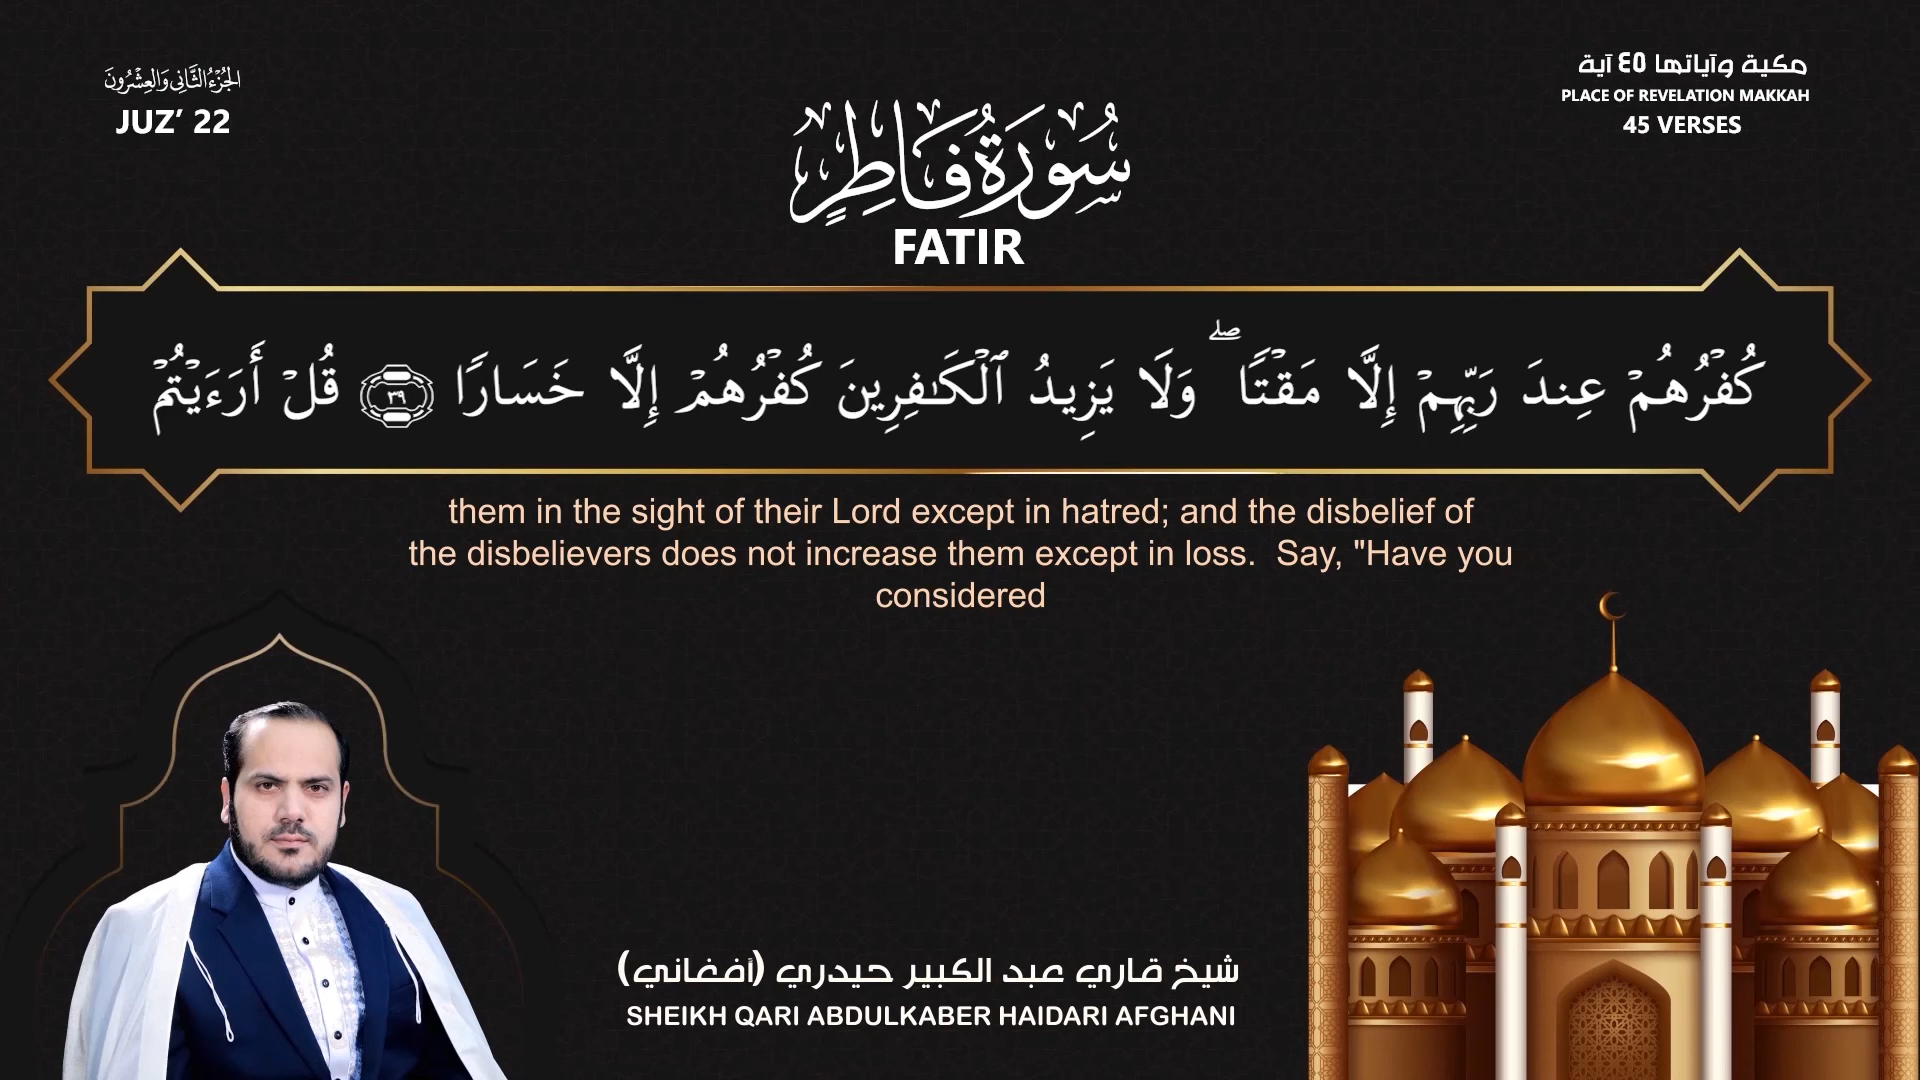 الجُزْءُ الثَّانِي وَالعِشْرُونَ
JUZ’ 22
مكية وآياتها ٤٥ آية
PLACE OF REVELATION MAKKAH
45 VERSES
سُورَةُ فَاطِرٍ
FATIR
كُفْرُهُمْ عِندَ رَبِّهِمْ إِلَّا مَقْتًا ۖ وَلَا يَزِيدُ ٱلْكَـٰفِرِينَ كُفْرُهُمْ إِلَّا خَسَارًا ٣٩ قُلْ أَرَءَيْتُمْ
them in the sight of their Lord except in hatred; and the disbelief of
the disbelievers does not increase them except in loss.  Say, "Have you
considered
شيخ قاري عبد الكبير حيدري (أفغاني)
SHEIKH QARI ABDULKABER HAIDARI AFGHANI